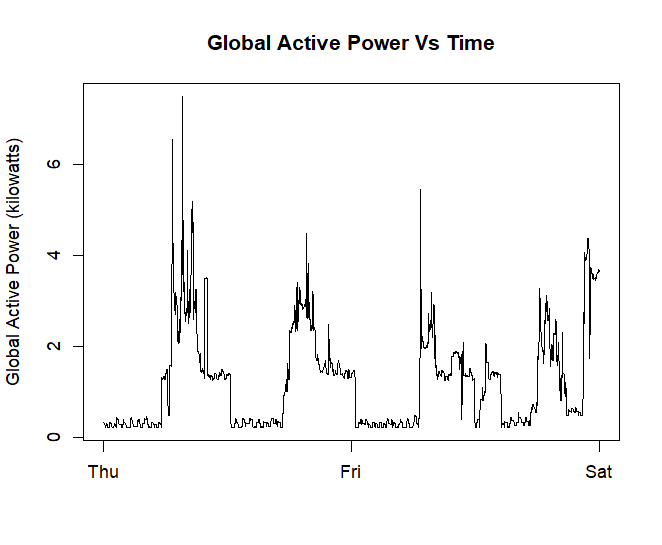 Global Active Power Vs Time
Global Active Power (kilowatts)
6
4
2
0
Thu
Fri
Sat